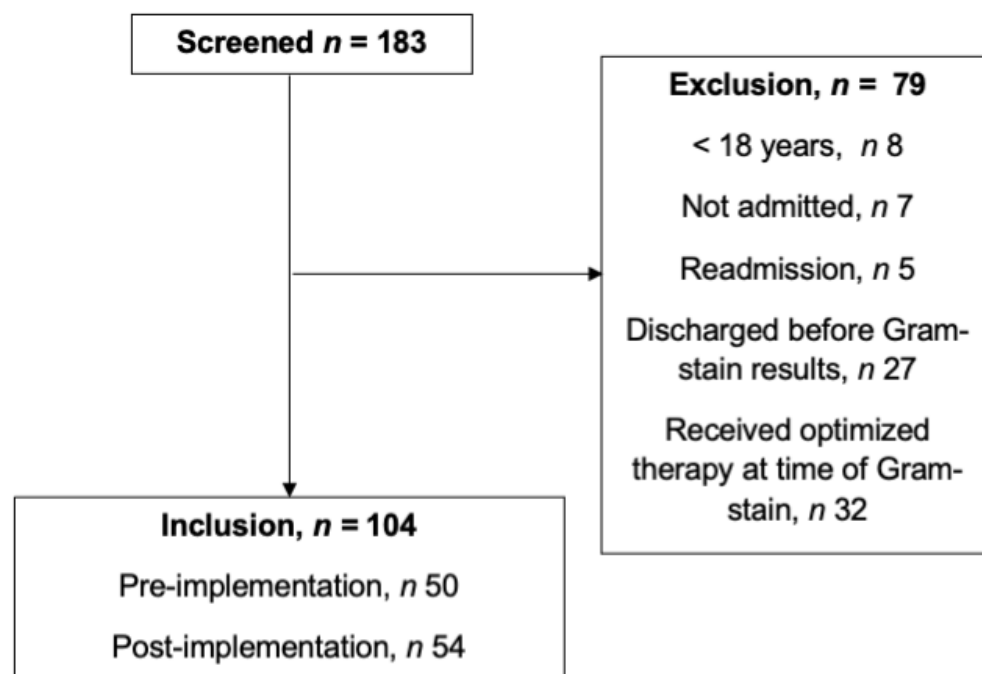 Screened n = 183
Exclusion, n = 79
< 18 years, n 8
Not admitted, n 7
Readmission, n 5
Discharged before Gram-
stain results, n 27
Received optimized
therapy at time of Gram-
stain, n 32
Inclusion, n = 104
Pre-implementation, n 50
Post-implementation, n 54